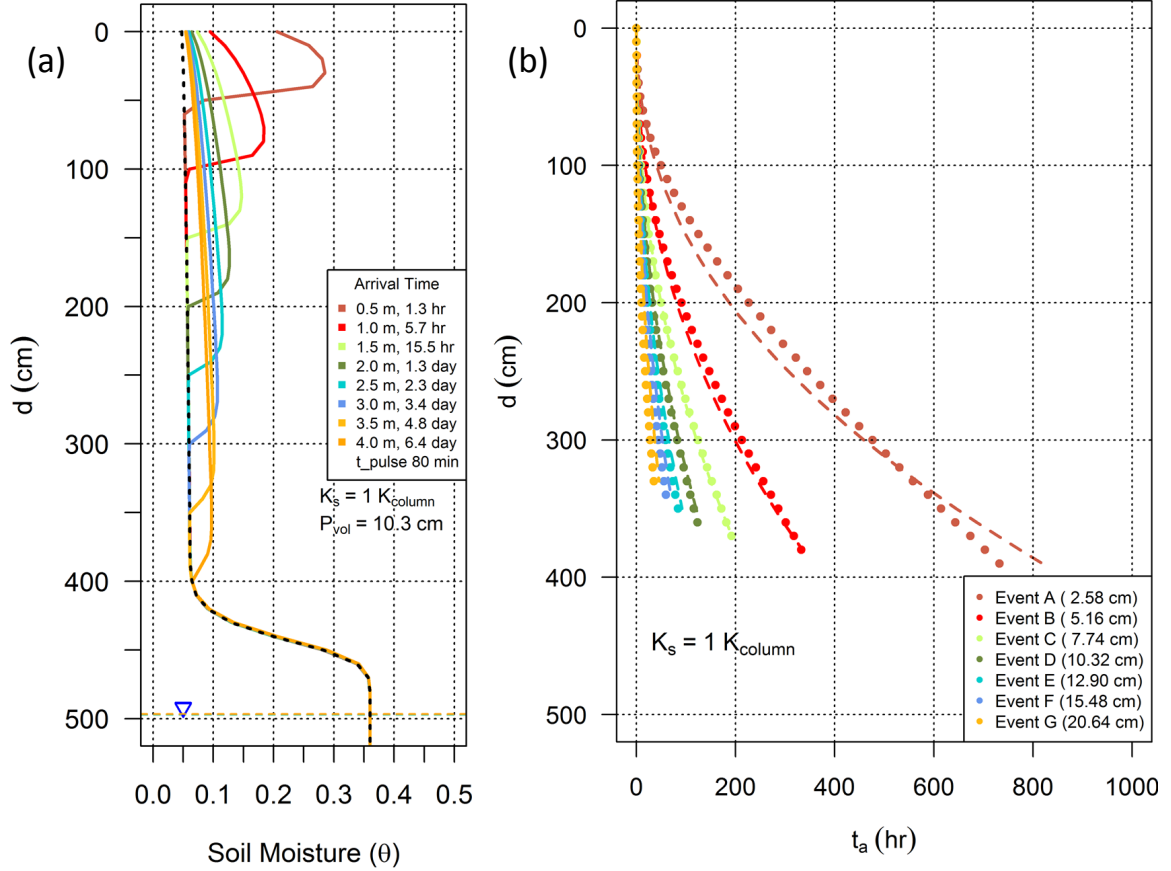 (a)
0
100
200
300
400
500
d (cm)
Arrival Time
0.5 m, 1.3 hr
1.0 m, 5.7 hr
1.5 m, 15.5 hr
2.0 m, 1.3 day
2.5 m, 2.3 day
3.0 m, 3.4 day
3.5 m, 4.8 day
4.0 m, 6.4 day
t_pulse 80 min
Ks = 1 Kcolumn
Pvol = 10.3 cm
0.0 0.1 0.2 0.3 0.4 0.5
Soil Moisture (θ)
(b)
0
100
200
300
400
500
d (cm)
Ks = 1 Kcolumn
Event A ( 2.58 cm)
Event B ( 5.16 cm)
Event C ( 7.74 cm)
Event D (10.32 cm)
Event E (12.90 cm)
Event F (15.48 cm)
Event G (20.64 cm)
0 200 400 600 800 1000
ta (hr)